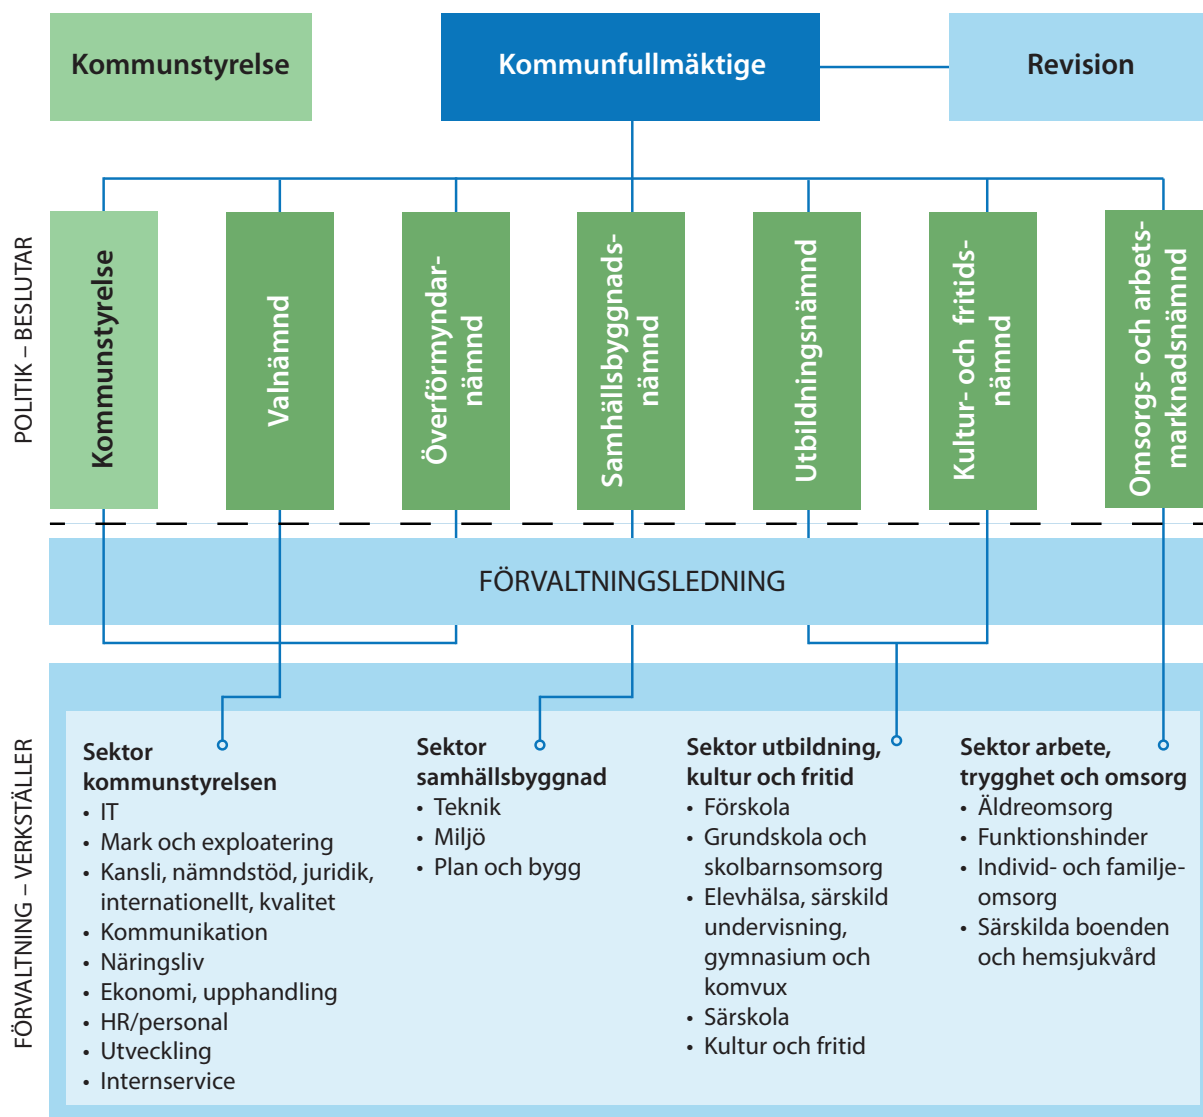 Kommunstyrelse
Kommunfullmäktige
Revision
POLITIK – BESLUTAR
Kommunstyrelse
Valnämnd
Överförmyndar-
nämnd
Samhällsbyggnads-
nämnd
Utbildningsnämnd
Kultur- och fritids-
nämnd
Omsorgs- och arbets-
marknadsnämnd
FÖRVALTNINGSLEDNING
FÖRVALTNING – VERKSTÄLLER
Sektor
kommunstyrelsen
• IT
• Mark och exploatering
• Kansli, nämndstöd, juridik,
internationellt, kvalitet
• Kommunikation
• Näringsliv
• Ekonomi, upphandling
• HR/personal
• Utveckling
• Internservice
Sektor
samhällsbyggnad
• Teknik
• Miljö
• Plan och bygg
Sektor utbildning,
kultur och fritid
• Förskola
• Grundskola och
skolbarnsomsorg
• Elevhälsa, särskild
undervisning,
gymnasium och
komvux
• Särskola
• Kultur och fritid
Sektor arbete,
trygghet och omsorg
• Äldreomsorg
• Funktionshinder
• Individ- och familje-
omsorg
• Särskilda boenden
och hemsjukvård